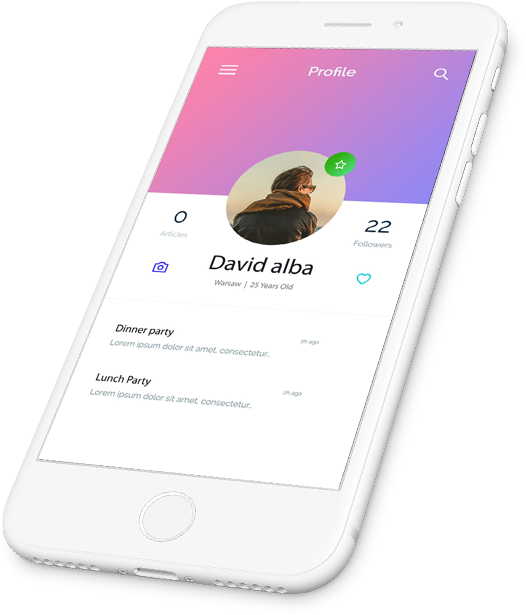 Profile
0
Articles
22
Followers
David alba
Warsaw | 25 Years Old
Dinner party
2h ago
Lorem ipsum dolor sit amet, consectetur..
Lunch Party
2h ago
Lorem ipsum dolor sit amet, consectetur..